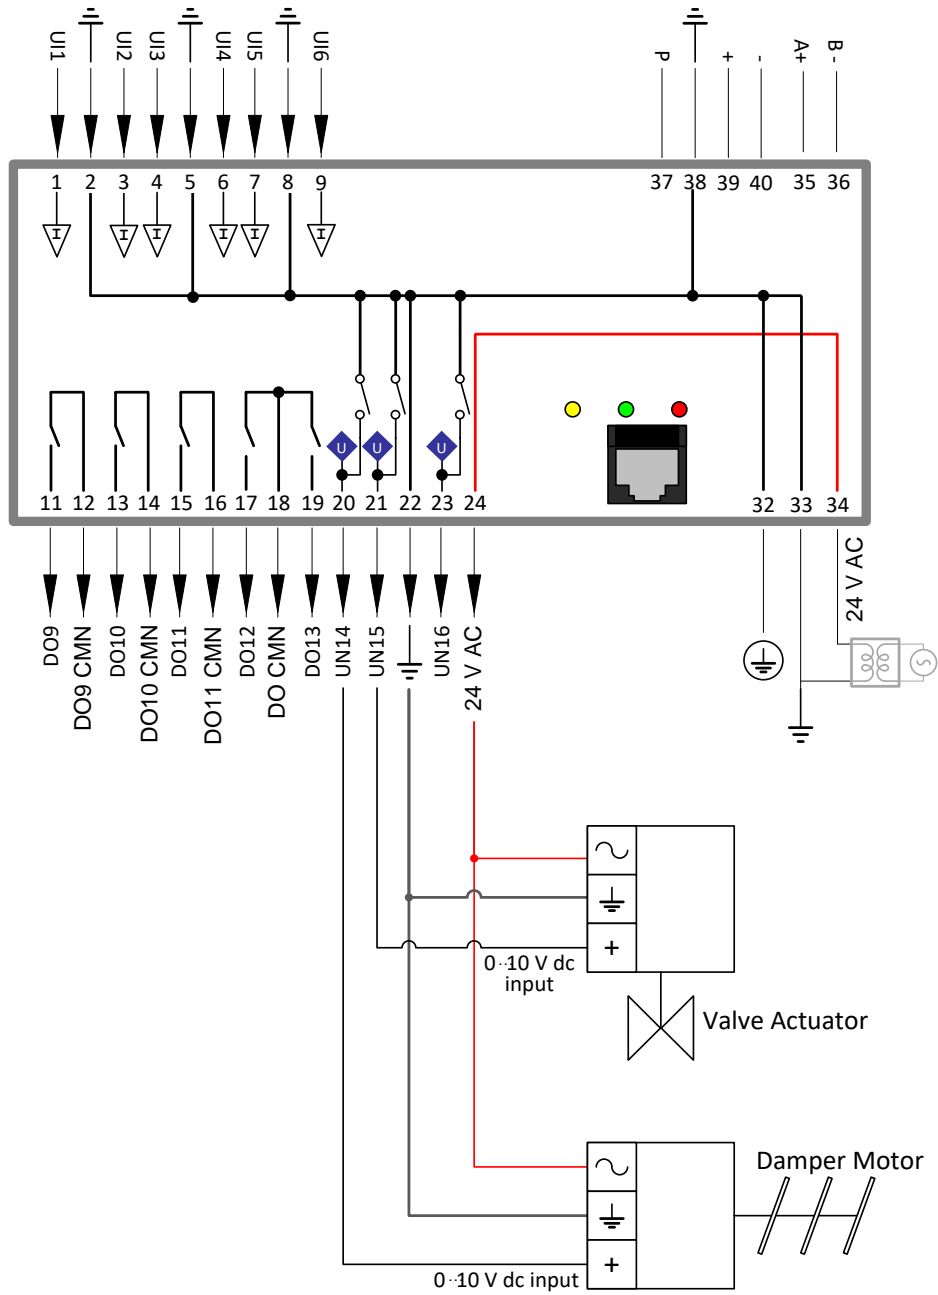 UI1
UI2
UI3
UI4
UI5
UI6
P
+
-
A+
B -
1 2 3 4 5 6 7 8 9 37 38 39 40 35 36
I I I I I I
U U U
11 12 13 14 15 16 17 18 19 20 21 22 23 24 32 33 34
DO9
DO9 CMN
DO10
DO10 CMN
DO11
DO11 CMN
DO12
DO CMN
DO13
UN14
UN15
UN16
24 V AC
24 V AC
+
0··10 V dc
input
Valve Actuator
Damper Motor
+
0··10 V dc input